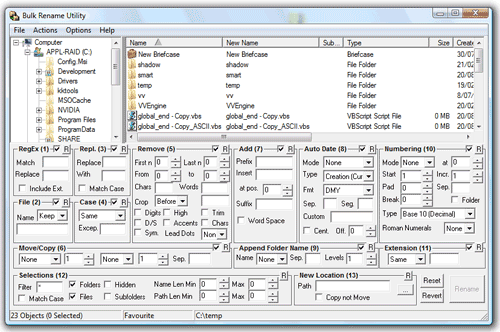 Bulk Rename Utility
File Actions Options Help
Computer
APPL-RAID (C:)
Config.Msi
Development
Drivers
kktools
MSOCache
NVIDIA
Program Files
ProgramData
SHARE
Name New Name Sub... Type Size Create
New Briefcase New Briefcase Briefcase 30/07
shadow shadow File Folder 21/02
smart smart File Folder 20/08
temp temp File Folder 19/02
vv vv File Folder 8/07/
VVEngine VVEngine File Folder 20/08
global_end - Copy.vbs global_end - Copy.vbs VBScript Script File 0 MB 20/08
global_end - Copy_ASCII.vbs global_end - Copy_ASCII.vbs VBScript Script File 0 MB 20/08
RegEx (1) R
Match
Replace
Include Ext.
Repl. (3) R
Replace
With
Match Case
Remove (5) R
First n 0 Last n 0
From 0 to 0
Chars Words
Crop Before
Digits High Trim
D/S Accents Chars
Sym. Lead Dots Non
Add (7) R
Prefix
Insert
at pos. 0
Suffix
Word Space
Auto Date (8) R
Mode None
Type Creation (Cur
Fmt DMY
Sep. Seg.
Custom
Cent. Off. 0
Numbering (10) R
Mode None at 0
Start 1 Incr. 1
Pad 0 Sep.
Break 0 Folder
Type Base 10 (Decimal)
Roman Numerals None
File (2) R
Name Keep
Case (4) R
Same
Excep.
Move/Copy (6) R
None 1 None 1 Sep.
Append Folder Name (9) R
Name None Sep. Levels 1
Extension (11) R
Same
Selections (12) R
Filter * Folders Hidden Name Len Min 0 Max 0
Match Case Files Subfolders Path Len Min 0 Max 0
New Location (13) R
Path ...
Copy not Move
Reset
Revert
Rename
23 Objects (0 Selected) Favourite C:\temp